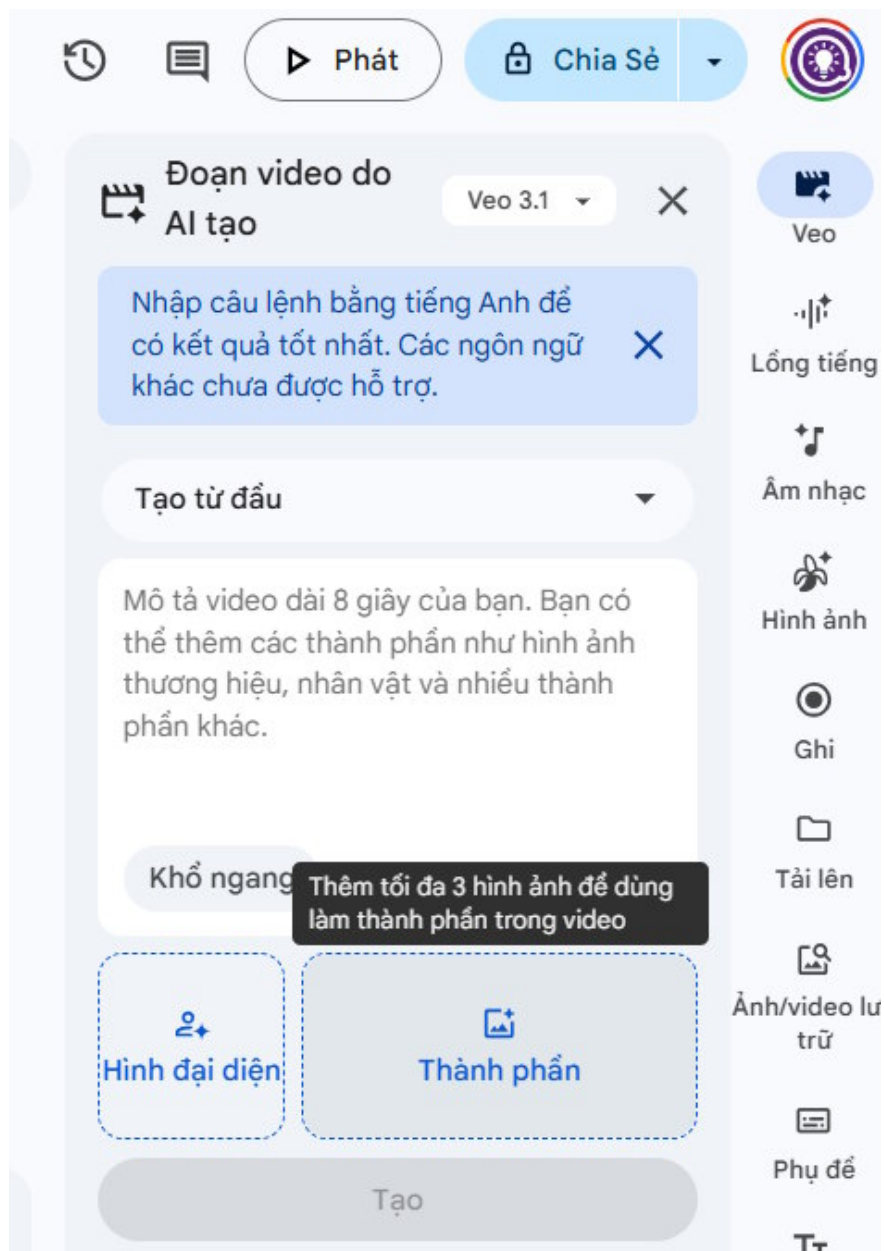 Phát
Chia Sẻ
Đoạn video do
AI tạo
Veo 3.1
Veo
Nhập câu lệnh bằng tiếng Anh để
có kết quả tốt nhất. Các ngôn ngữ
khác chưa được hỗ trợ.
Lồng tiếng
Tạo từ đầu
Âm nhạc
Mô tả video dài 8 giây của bạn. Bạn có
thể thêm các thành phần như hình ảnh
thương hiệu, nhân vật và nhiều thành
phần khác.
Hình ảnh
Ghi
Khổ ngang
Thêm tối đa 3 hình ảnh để dùng
làm thành phần trong video
Tải lên
Ảnh/video lư
trữ
Hình đại diện
Thành phần
Phụ đề
Tạo